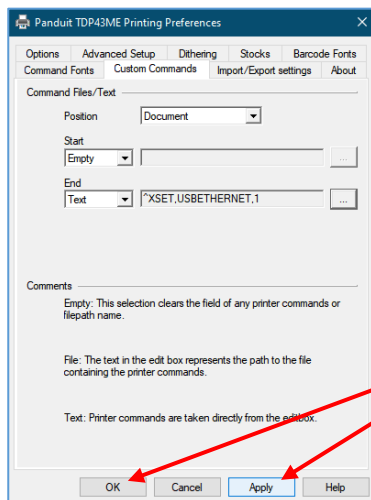 Panduit TDP43ME Printing Preferences
Options Advanced Setup Dithering Stocks Barcode Fonts
Command Fonts Custom Commands Import/Export settings About
Command Files/Text
Position Document
Start
Empty ...
End
Text ^XSET,USBETHERNET,1 ...
Comments
Empty: This selection clears the field of any printer commands or
filepath name.
File: The text in the edit box represents the path to the file
containing the printer commands.
Text: Printer commands are taken directly from the editbox.
OK Cancel Apply Help